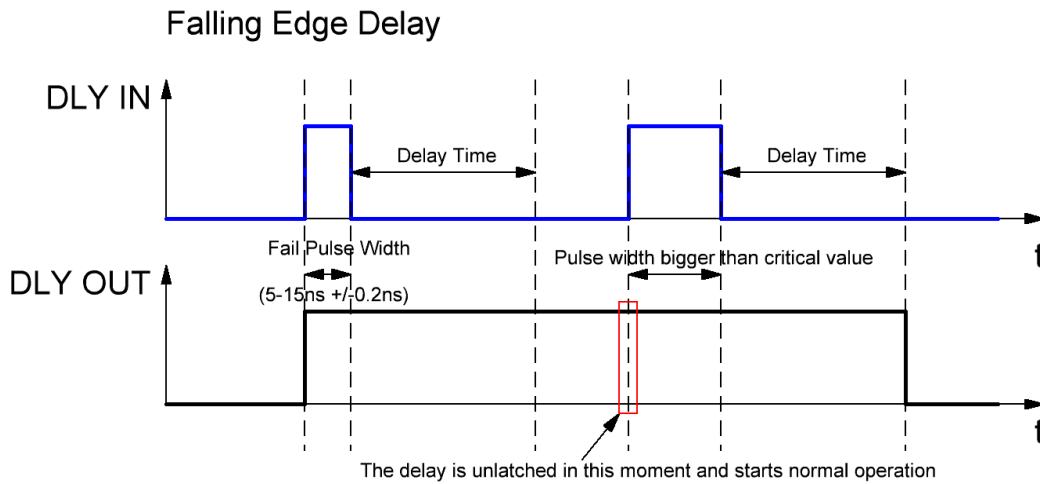 Falling Edge Delay
DLY IN
Delay Time
Delay Time
t
Fail Pulse Width
Pulse width bigger than critical value
DLY OUT
(5-15ns +/-0.2ns)
t
The delay is unlatched in this moment and starts normal operation